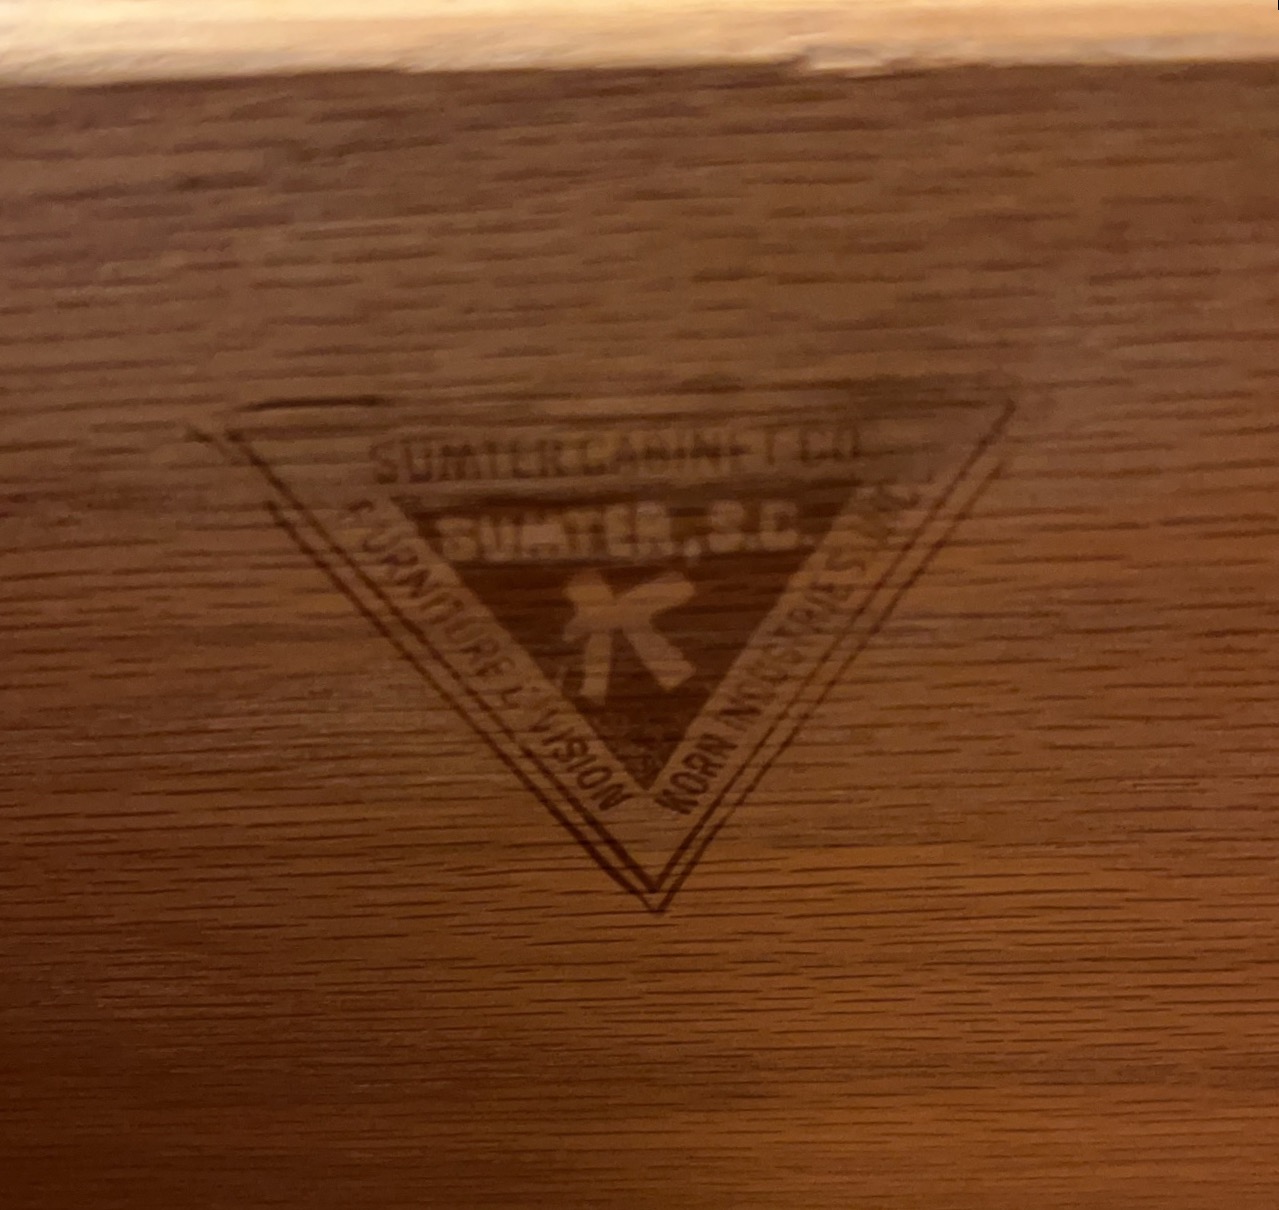 SUMTER CABINET CO
SUMTER, S.C.
K
FURNITURE DIVISION
KORN INDUSTRIES INC